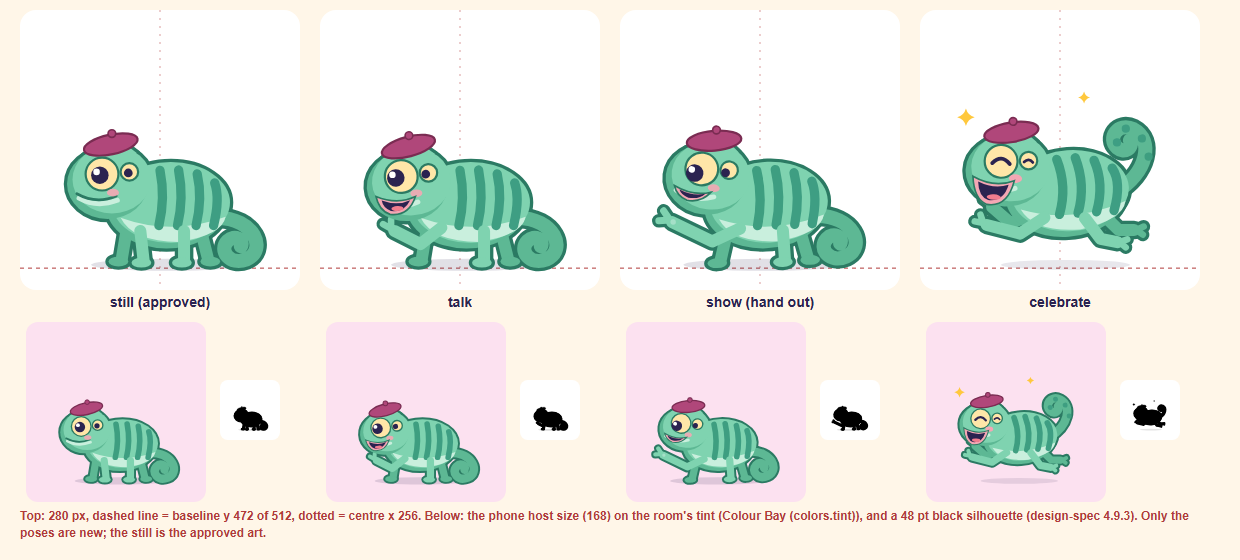 still (approved)
talk
show (hand out)
celebrate
Top: 280 px, dashed line = baseline y 472 of 512, dotted = centre x 256. Below: the phone host size (168) on the room's tint (Colour Bay (colors.tint)), and a 48 pt black silhouette (design-spec 4.9.3). Only the
poses are new; the still is the approved art.